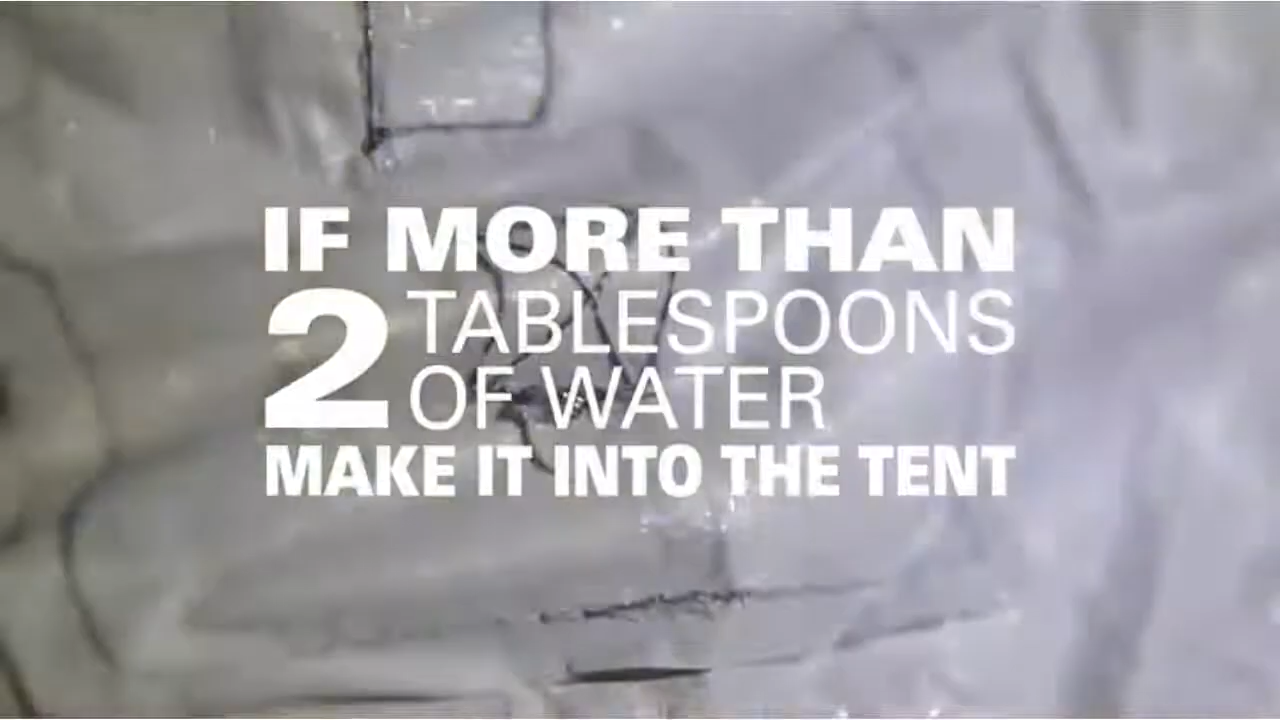 IF MORE THAN
2 TABLESPOONS
OF WATER
MAKE IT INTO THE TENT